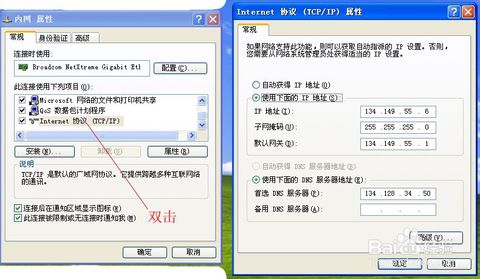 内网 属性
常规 身份验证 高级
连接时使用:
Broadcom NetXtreme Gigabit Etl
配置(C)...
此连接使用下列项目(O):
Microsoft 网络的文件和打印机共享
QoS 数据包计划程序
Internet 协议 (TCP/IP)
安装(N)...
卸载(U)
属性(R)
说明
TCP/IP 是默认的广域网协议。它提供跨越多种互联网络
的通讯。
双击
连接后在通知区域显示图标(W)
此连接被限制或无连接时通知我(M)
确定 取消
Internet 协议 (TCP/IP) 属性
常规
如果网络支持此功能，则可以获取自动指派的 IP 设置。否则，
您需要从网络系统管理员处获得适当的 IP 设置。
自动获得 IP 地址(O)
使用下面的 IP 地址(S):
IP 地址(I): 134 .149 . 55 . 6
子网掩码(U): 255 .255 .255 . 0
默认网关(D): 134 .149 . 55 . 1
自动获得 DNS 服务器地址(B)
使用下面的 DNS 服务器地址(E):
首选 DNS 服务器(P): 134 .128 . 34 . 50
备用 DNS 服务器(A):
高级(V)...
确定 取消